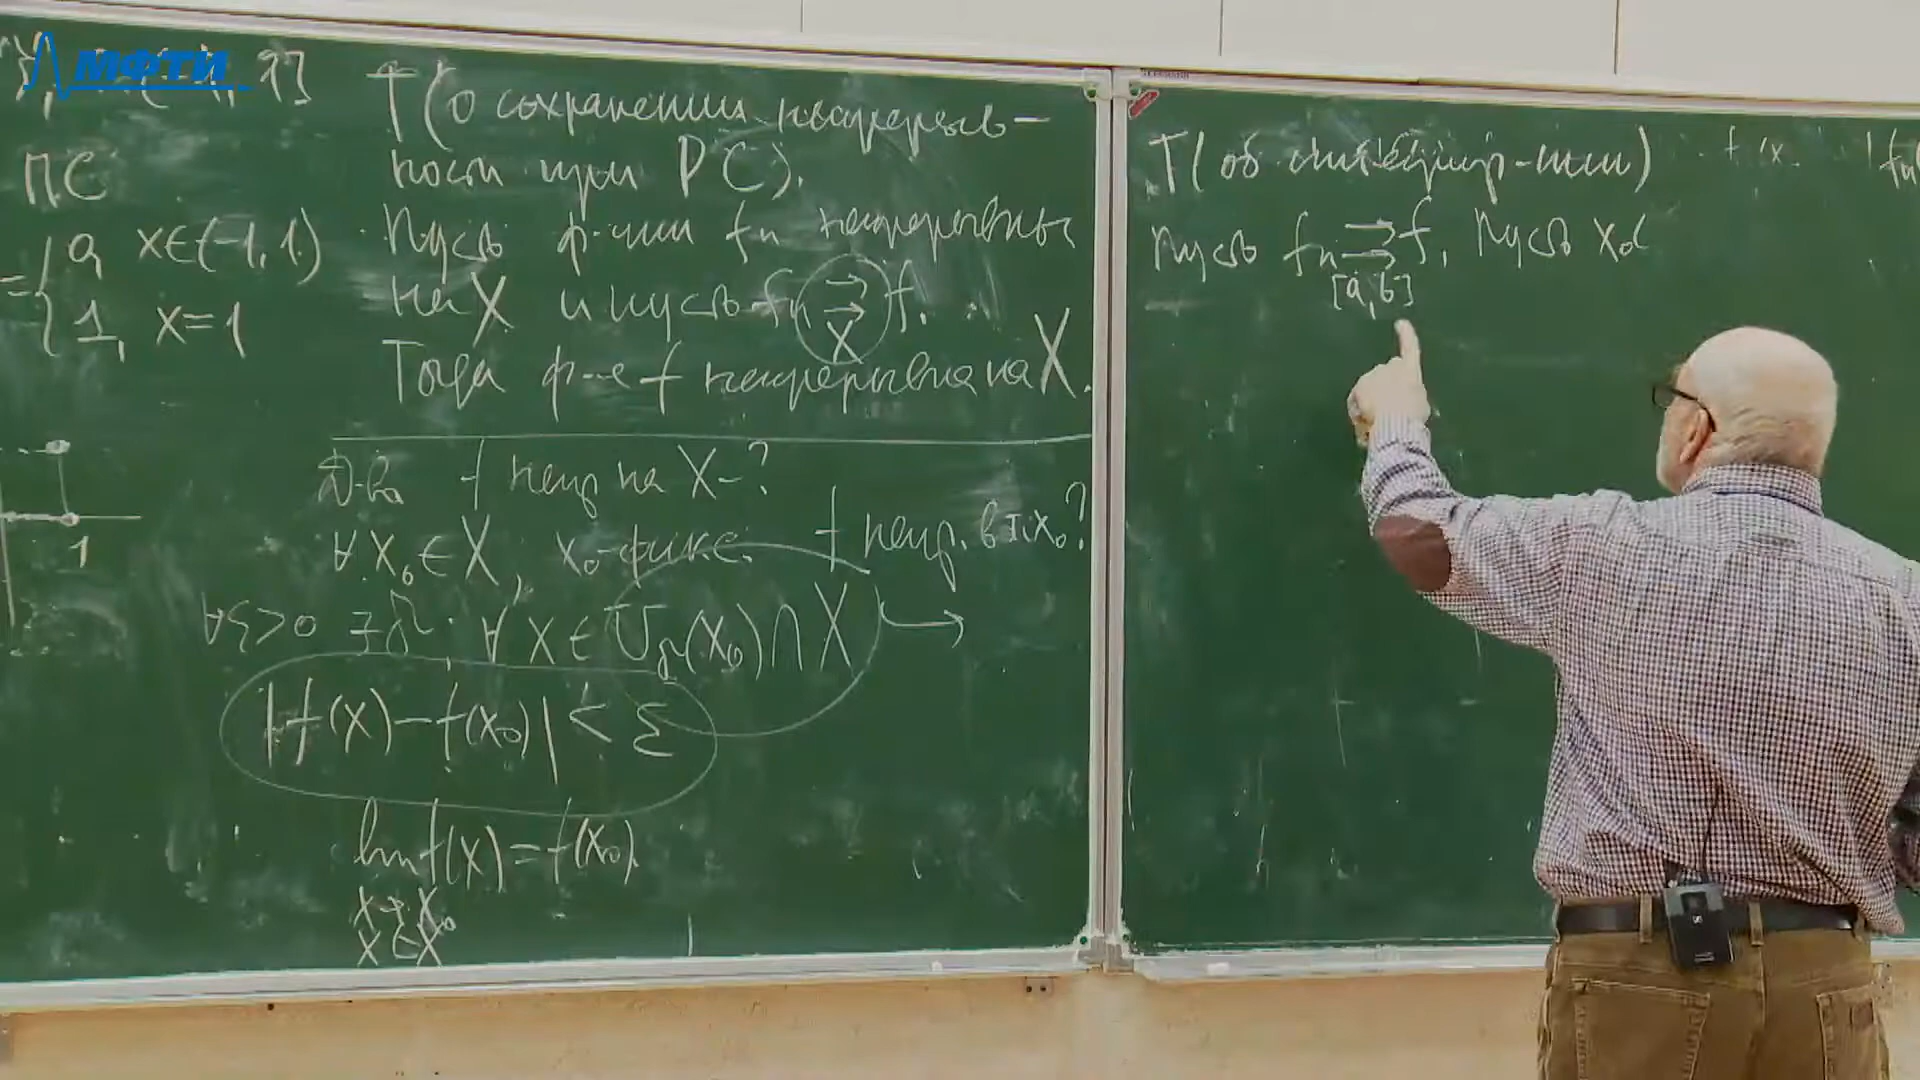 МФТИ
1]
ПС
= { 0, x∈(-1, 1)
1, x=1
1
Т(о сохранении непрерыв-
ности при РС).
Пусть ф-ции fn непрерывны
на X и пусть fn ⇉ f.
X
Тогда ф-я f непрерывна на X.
Д-во f непр на X-?
∀ x₀ ∈ X, x₀-фикс. f непр. в т. x₀?
∀ε>0 ∃δ: ∀ x ∈ U_δ(x₀) ∩ X ↪
|f(x) - f(x₀)| < ε
lim f(x) = f(x₀).
x→x₀
x∈X
Т(об интегрир-нии)
Пусть fn ⇉ f, Пусть x₀∈
[a, b]